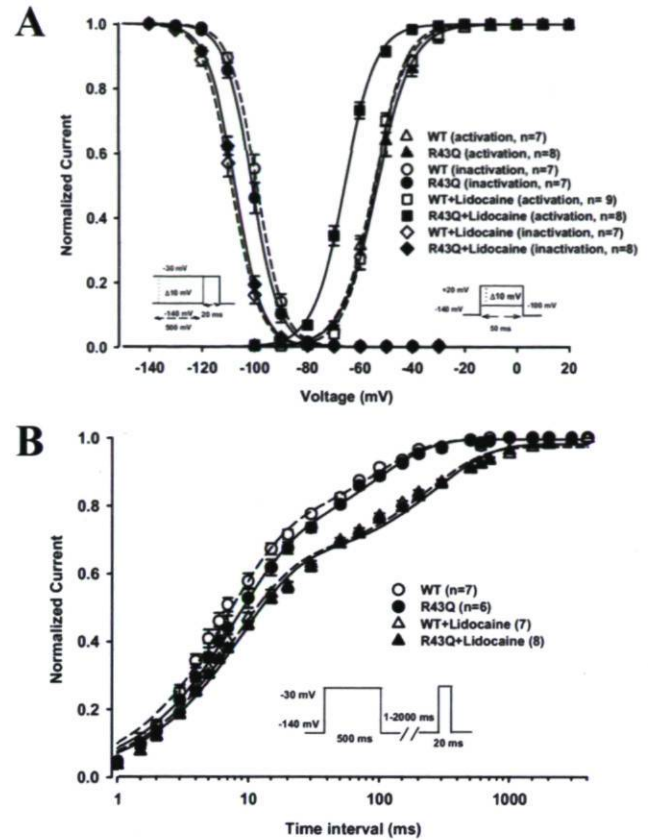 A
1.0
0.8
0.6
0.4
0.2
0.0
Normalized Current
WT (activation, n=7)
R43Q (activation, n=8)
WT (inactivation, n=7)
R43Q (inactivation, n=7)
WT+Lidocaine (activation, n= 9)
R43Q+Lidocaine (activation, n=8)
WT+Lidocaine (inactivation, n=7)
R43Q+Lidocaine (inactivation, n=8)
-30 mV
Δ10 mV
-140 mV
20 ms
500 mV
+20 mV
Δ10 mV
-140 mV
-100 mV
50 ms
-140 -120 -100 -80 -60 -40 -20 0 20
Voltage (mV)
B
1.0
0.8
0.6
0.4
0.2
0.0
Normalized Current
WT (n=7)
R43Q (n=6)
WT+Lidocaine (7)
R43Q+Lidocaine (8)
-30 mV
-140 mV
1-2000 ms
500 ms
20 ms
1 10 100 1000
Time interval (ms)